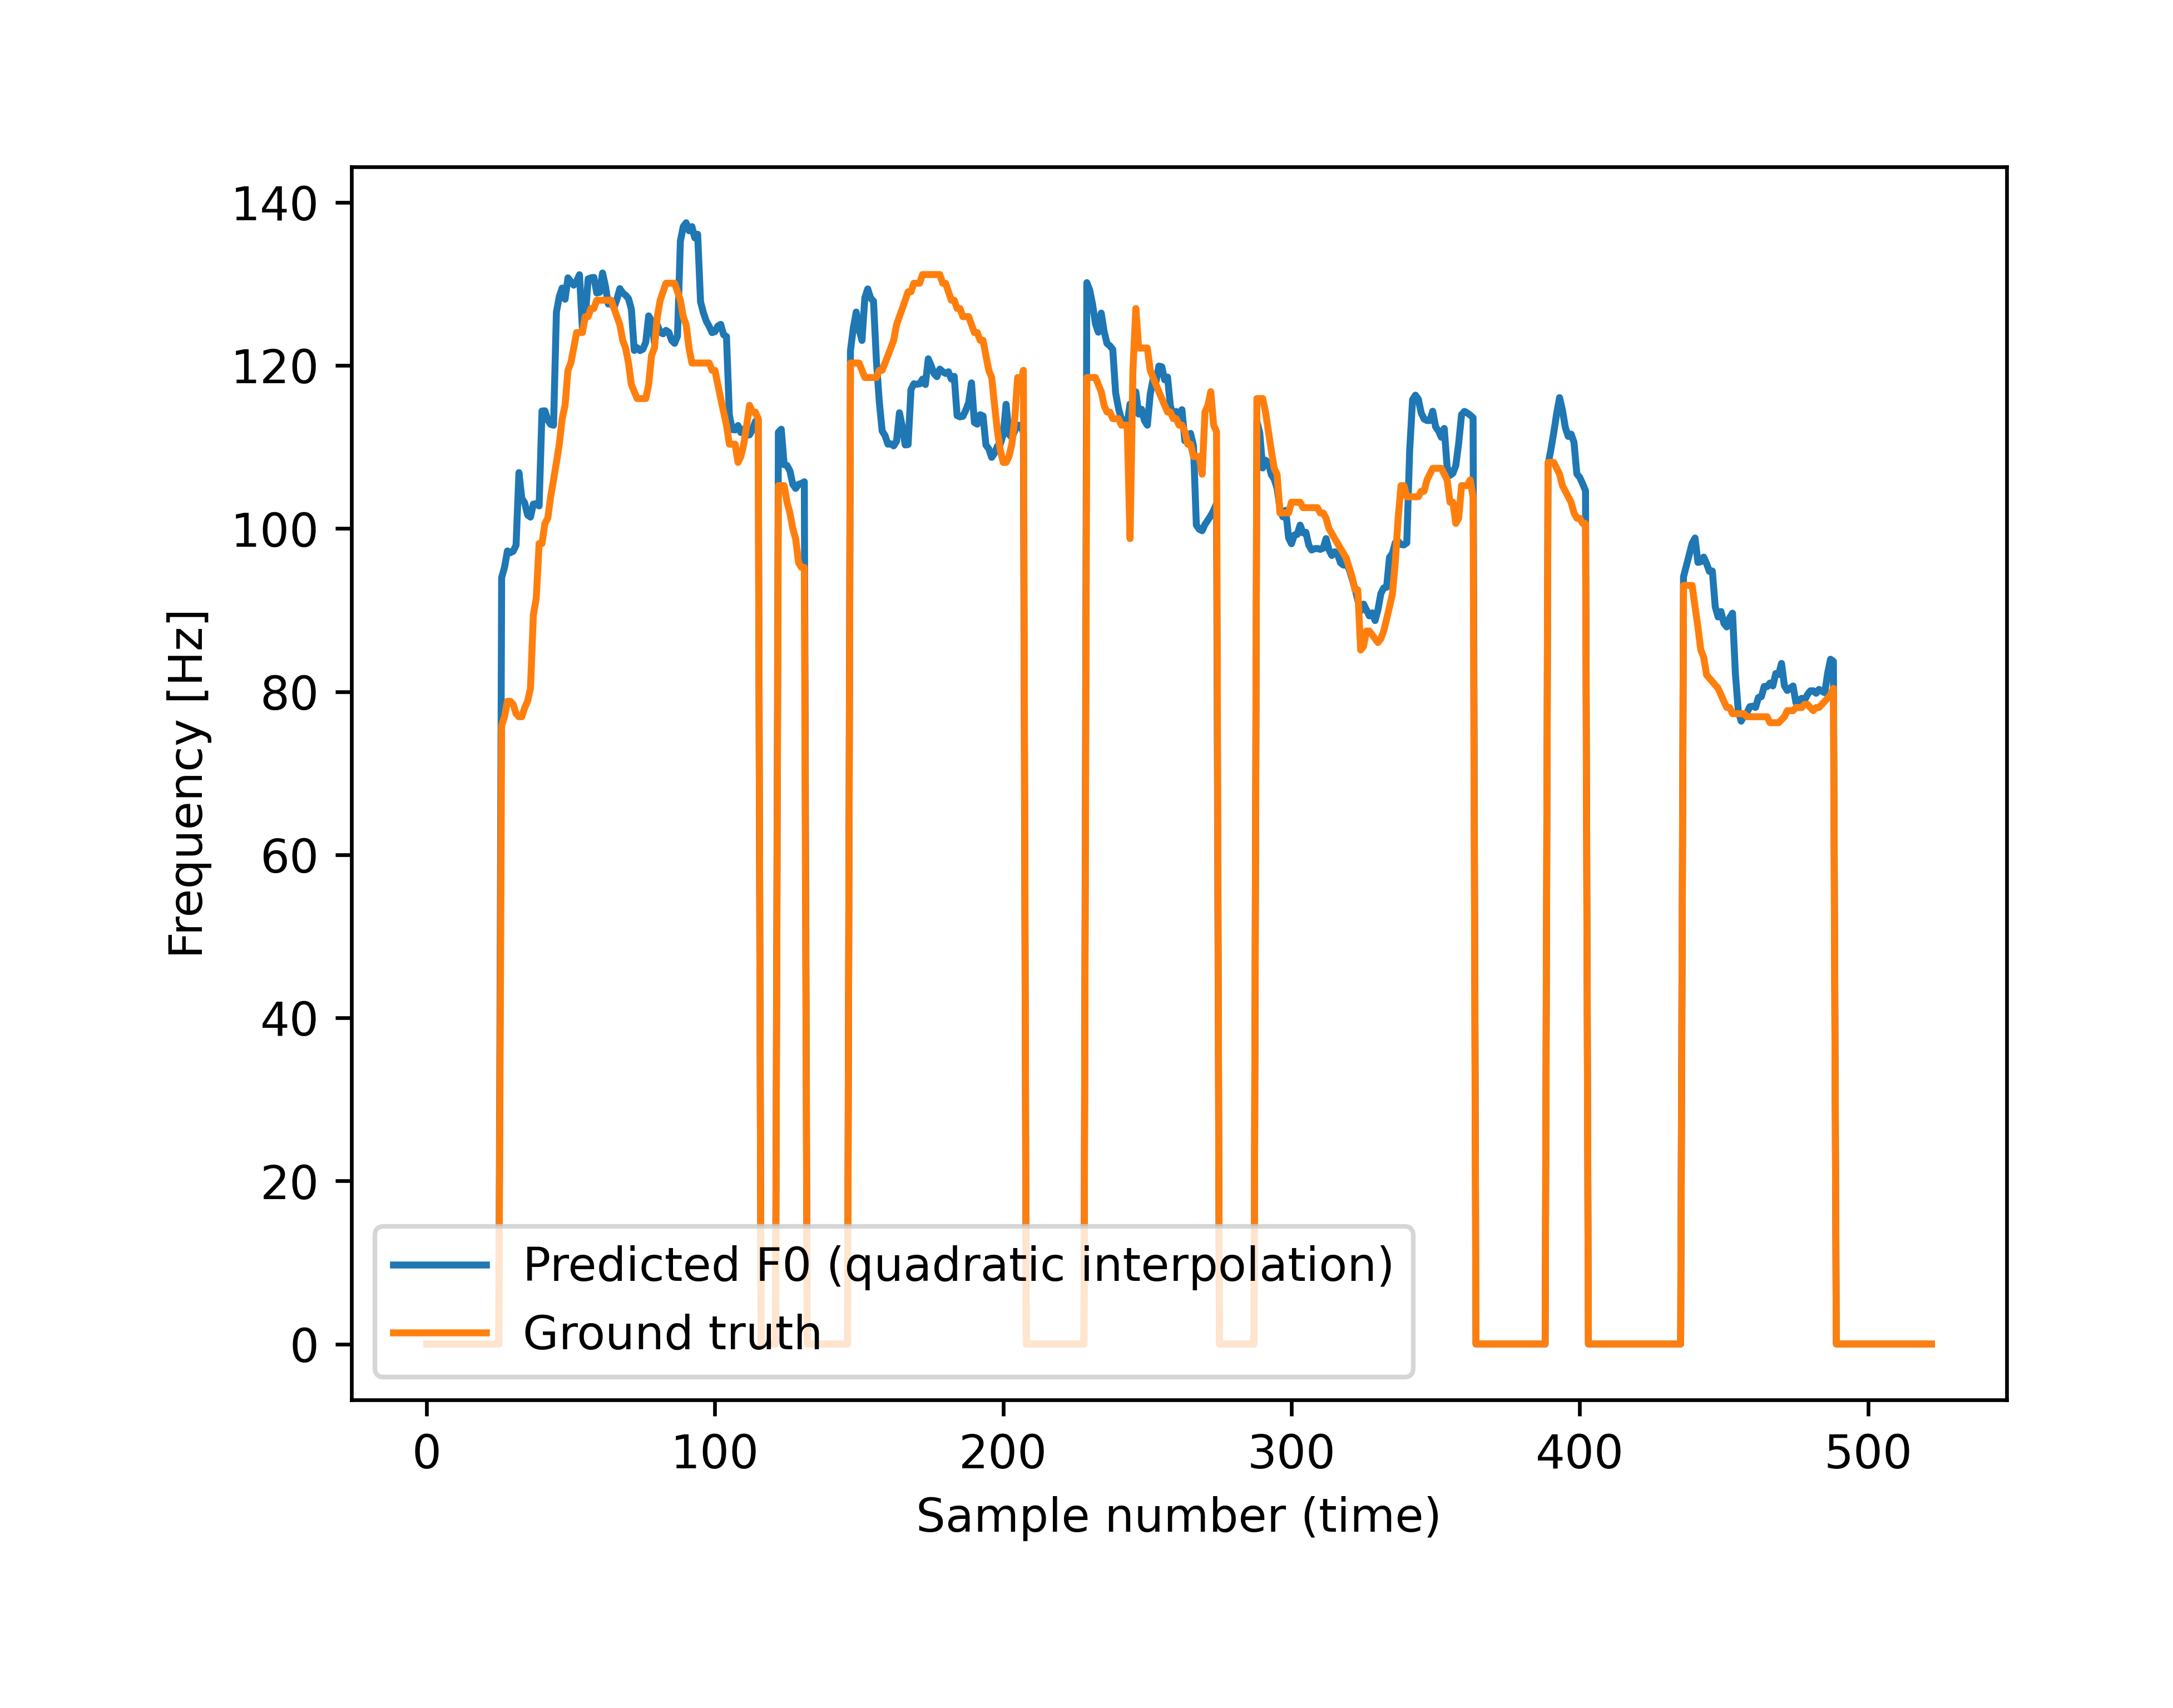 140
120
100
80
60
40
20
0
Frequency [Hz]
Predicted F0 (quadratic interpolation)
Ground truth
0 100 200 300 400 500
Sample number (time)